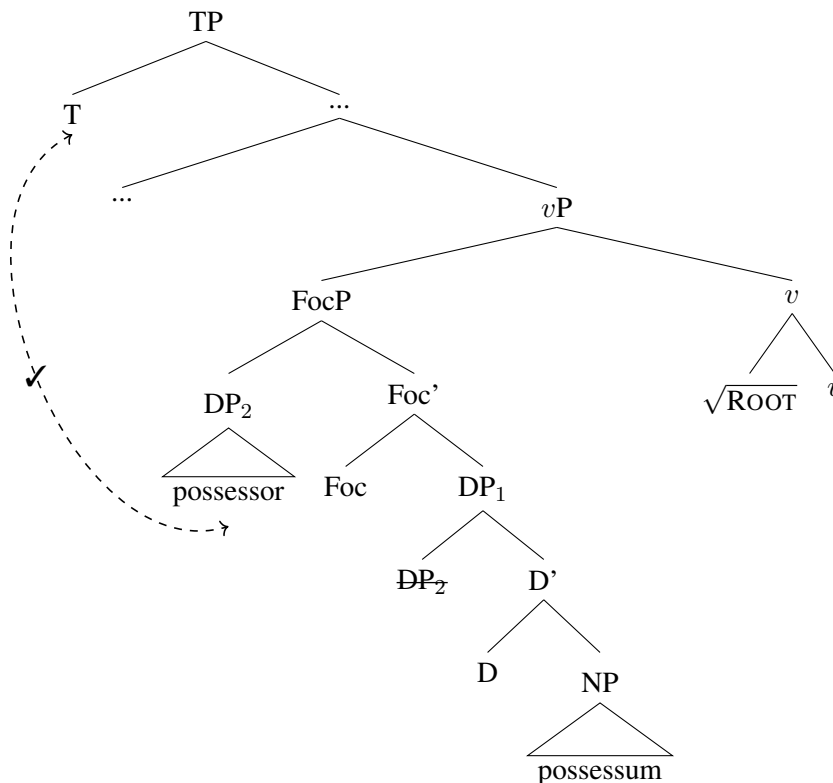 TP
T ...
... vP
FocP v
DP₂ Foc' √ROOT
possessor Foc DP₁
DP₂ D'
D NP
possessum